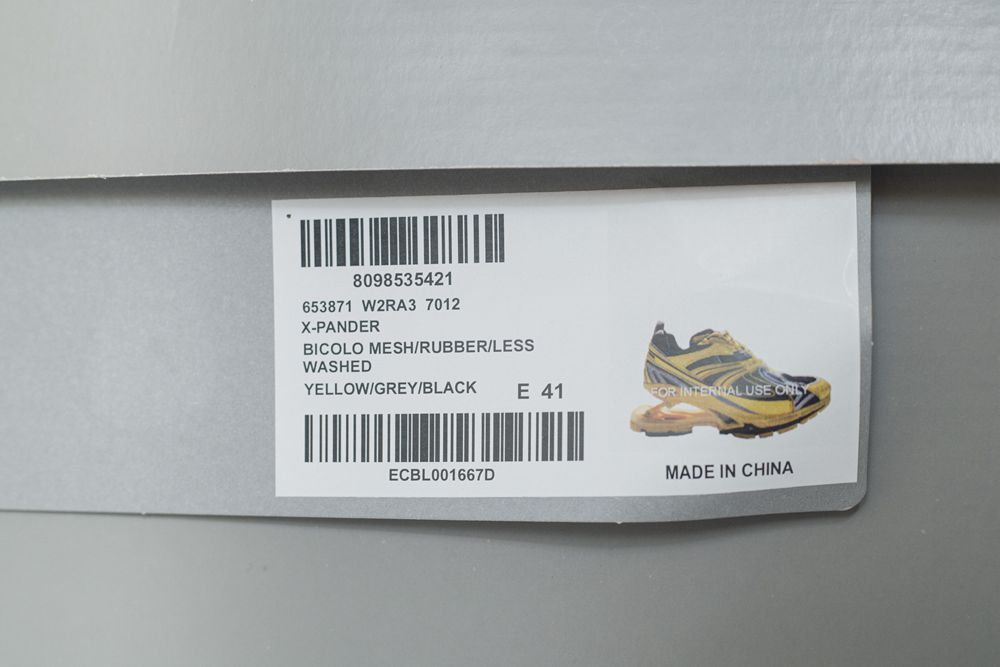 8098535421
653871 W2RA3 7012
X-PANDER
BICOLO MESH/RUBBER/LESS
WASHED
YELLOW/GREY/BLACK E 41
ECBL001667D
FOR INTERNAL USE ONLY
MADE IN CHINA